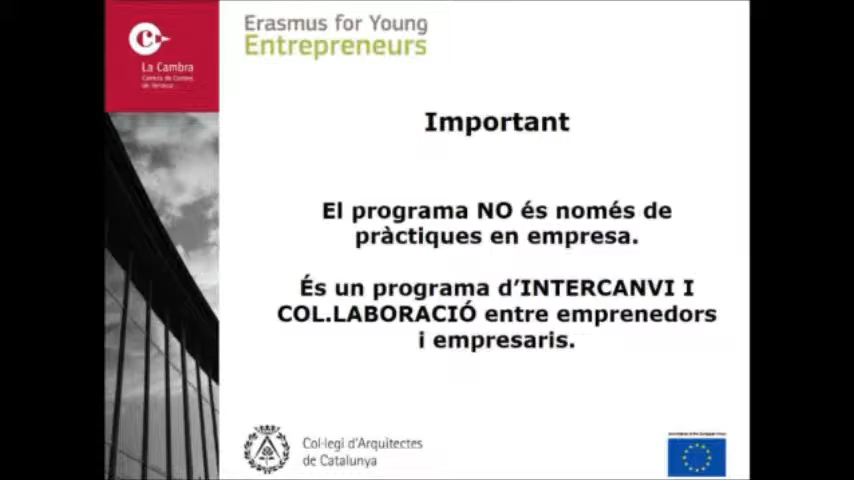 La Cambra
Erasmus for Young
Entrepreneurs
Important
El programa NO és només de
pràctiques en empresa.
És un programa d’INTERCANVI I
COL.LABORACIÓ entre emprenedors
i empresaris.
Col·legi d'Arquitectes
de Catalunya